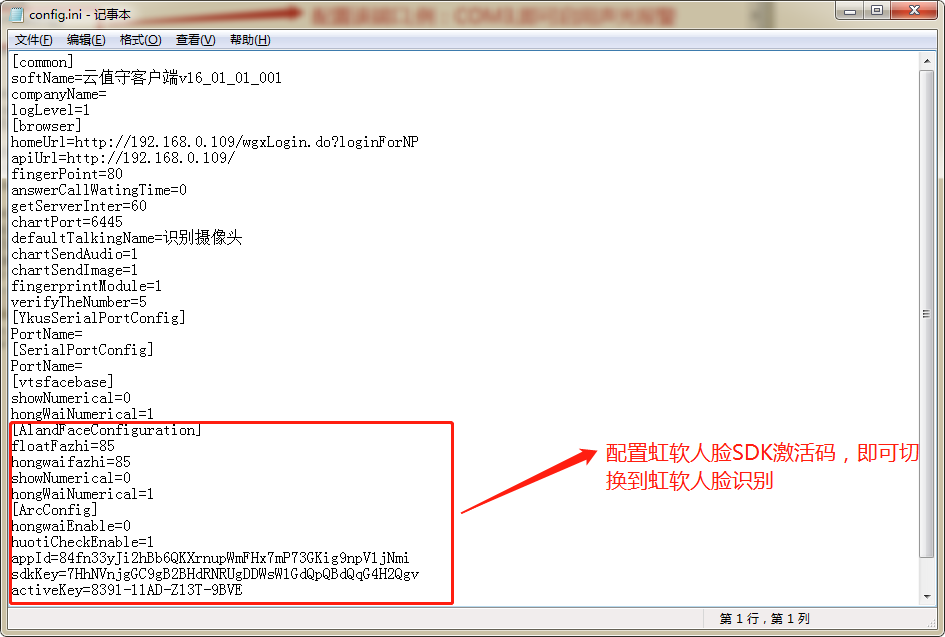 config.ini - 记事本
文件(F) 编辑(E) 格式(O) 查看(V) 帮助(H)
[common]
softName=云值守客户端v16_01_01_001
companyName=
logLevel=1
[browser]
homeUrl=http://192.168.0.109/wgxLogin.do?loginForNP
apiUrl=http://192.168.0.109/
fingerPoint=80
answerCallWatingTime=0
getServerInter=60
chartPort=6445
defaultTalkingName=识别摄像头
chartSendAudio=1
chartSendImage=1
fingerprintModule=1
verifyTheNumber=5
[YkusSerialPortConfig]
PortName=
[SerialPortConfig]
PortName=
[vtsfacebase]
showNumerical=0
hongWaiNumerical=1
[AlandFaceConfiguration]
floatFazhi=85
hongwaifazhi=85
showNumerical=0
hongWaiNumerical=1
[ArcConfig]
hongwaiEnable=0
huotiCheckEnable=1
appId=84fn33yJi2hBb6QKXrnupWmFHx7mP73GKig9npV1jNmi
sdkKey=7HhNVnjgGC9gB2BHdRNRUgDDWsW1GdQpQBdQqG4H2Qgv
activeKey=8391-11AD-Z13T-9BVE
配置虹软人脸SDK激活码，即可切
换到虹软人脸识别
第 1 行，第 1 列